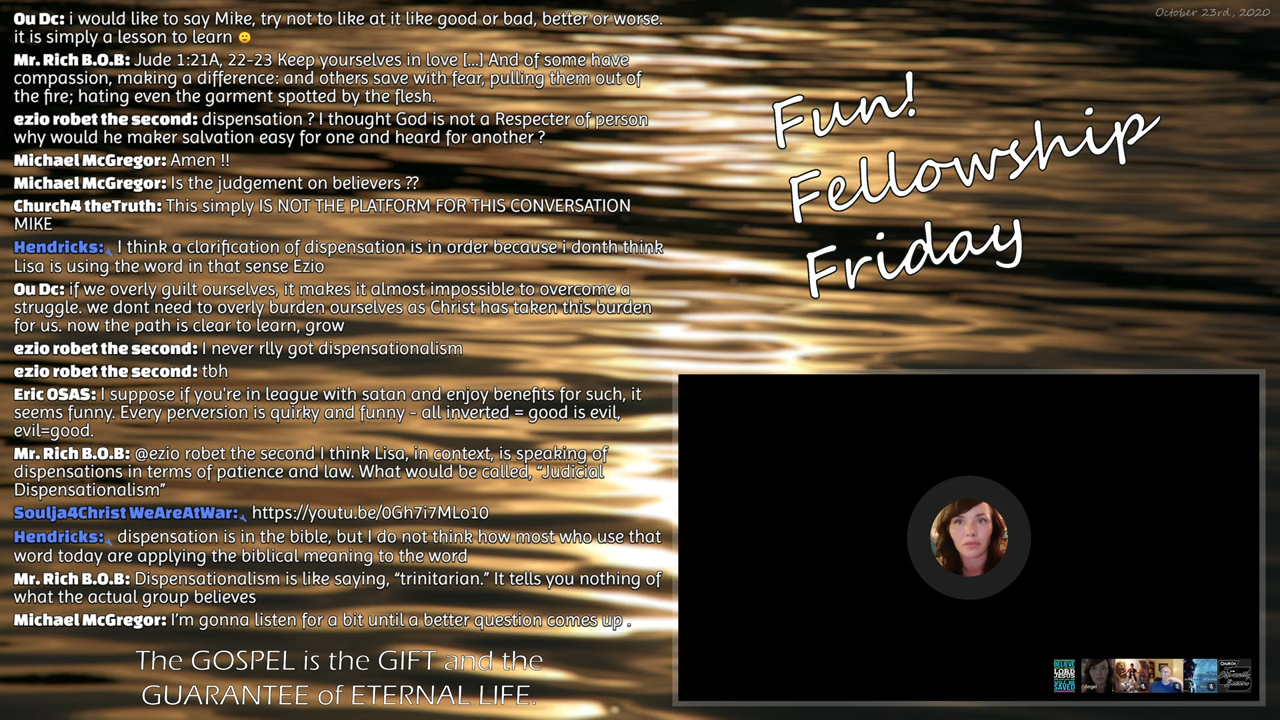 Ou Dc: i would like to say Mike, try not to like at it like good or bad, better or worse.
it is simply a lesson to learn 🙂
Mr. Rich B.O.B: Jude 1:21A, 22-23 Keep yourselves in love [...] And of some have
compassion, making a difference: and others save with fear, pulling them out of
the fire; hating even the garment spotted by the flesh.
ezio robet the second: dispensation ? I thought God is not a Respecter of person
why would he maker salvation easy for one and heard for another ?
Michael McGregor: Amen !!
Michael McGregor: Is the judgement on believers ??
Church4 theTruth: This simply IS NOT THE PLATFORM FOR THIS CONVERSATION
MIKE
Hendricks: I think a clarification of dispensation is in order because i donth think
Lisa is using the word in that sense Ezio
Ou Dc: if we overly guilt ourselves, it makes it almost impossible to overcome a
struggle. we dont need to overly burden ourselves as Christ has taken this burden
for us. now the path is clear to learn, grow
ezio robet the second: I never rlly got dispensationalism
ezio robet the second: tbh
Eric OSAS: I suppose if you're in league with satan and enjoy benefits for such, it
seems funny. Every perversion is quirky and funny - all inverted = good is evil,
evil=good.
Mr. Rich B.O.B: @ezio robet the second I think Lisa, in context, is speaking of
dispensations in terms of patience and law. What would be called, “Judicial
Dispensationalism”
Soulja4Christ WeAreAtWar: https://youtu.be/0Gh7i7MLo10
Hendricks: dispensation is in the bible, but I do not think how most who use that
word today are applying the biblical meaning to the word
Mr. Rich B.O.B: Dispensationalism is like saying, “trinitarian.” It tells you nothing of
what the actual group believes
Michael McGregor: I’m gonna listen for a bit until a better question comes up .
The GOSPEL is the GIFT and the
GUARANTEE of ETERNAL LIFE.
October 23rd, 2020
Fun!
Fellowship
Friday
BELIEVE
LORD
JESUS
SAVED
Angel
CHURCH